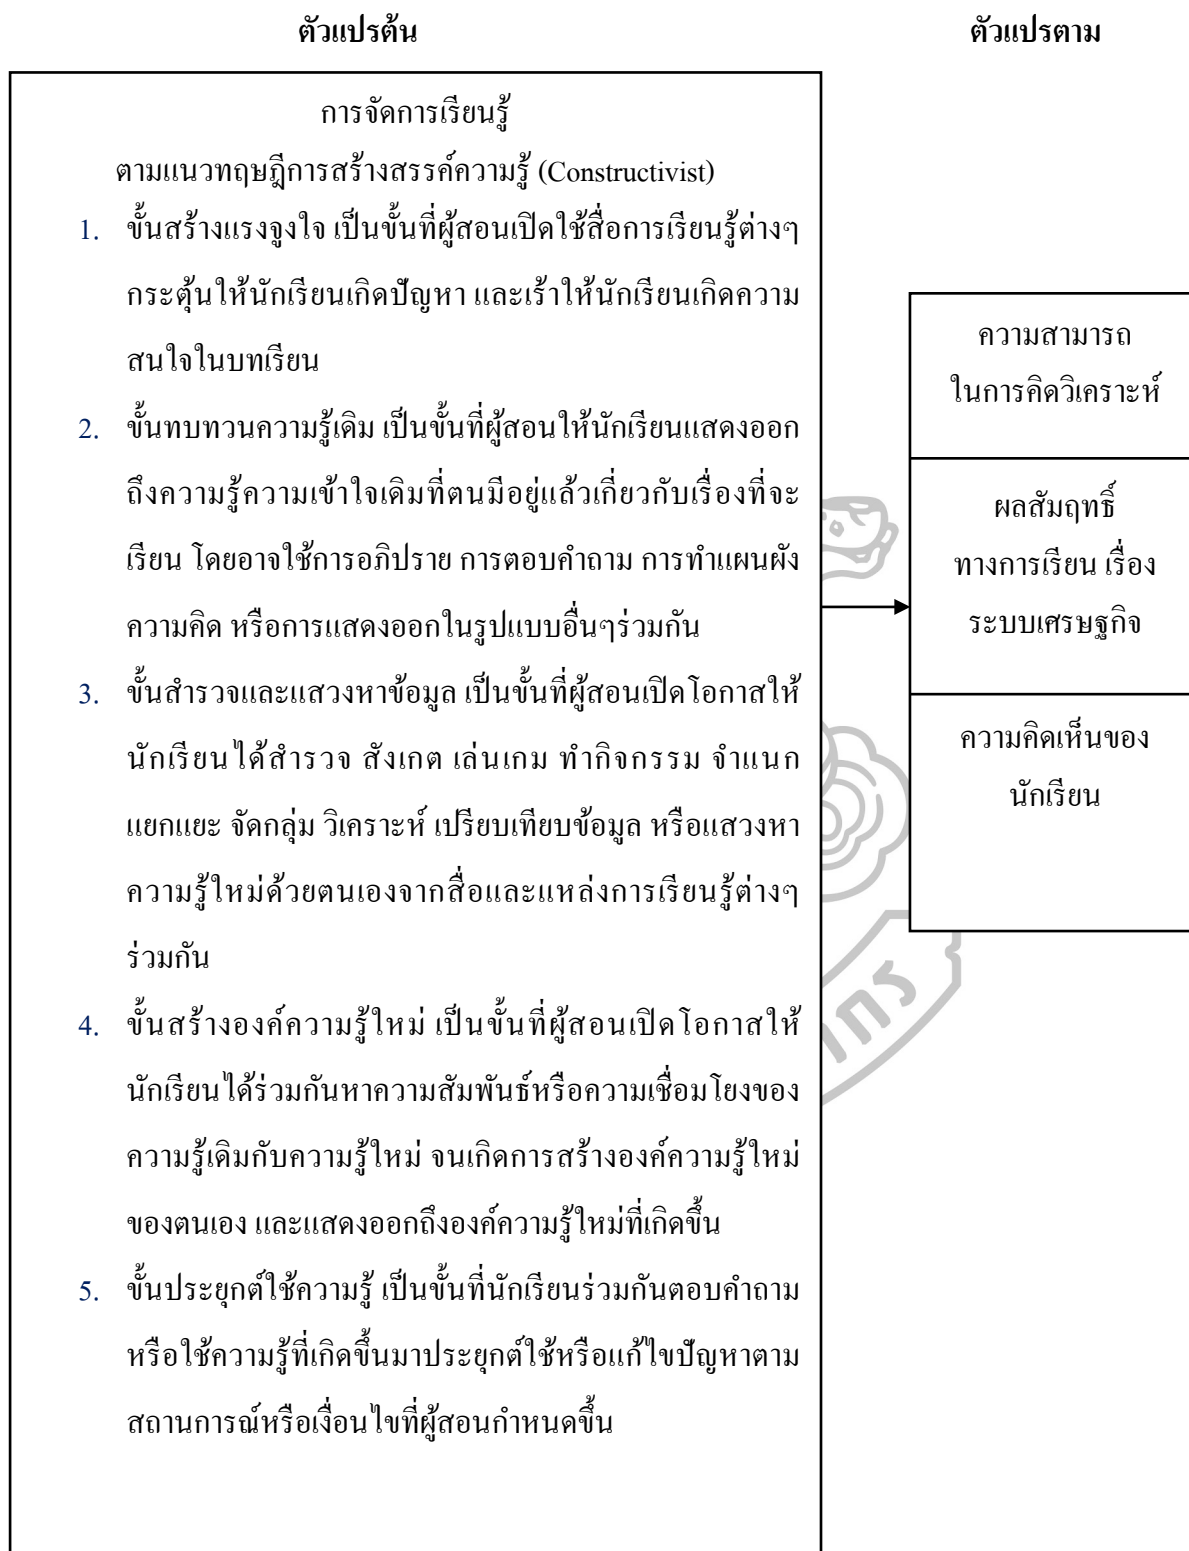 ตัวแปรต้น
ตัวแปรตาม
การจัดการเรียนรู้
ตามแนวทฤษฎีการสร้างสรรค์ความรู้ (Constructivist)
1. ขั้นสร้างแรงจูงใจ เป็นขั้นที่ผู้สอนเปิดใช้สื่อการเรียนรู้ต่างๆ
กระตุ้นให้นักเรียนเกิดปัญหา และเร้าให้นักเรียนเกิดความ
สนใจในบทเรียน
2. ขั้นทบทวนความรู้เดิม เป็นขั้นที่ผู้สอนให้นักเรียนแสดงออก
ถึงความรู้ความเข้าใจเดิมที่ตนมีอยู่แล้วเกี่ยวกับเรื่องที่จะ
เรียน โดยอาจใช้การอภิปราย การตอบคำถาม การทำแผนผัง
ความคิด หรือการแสดงออกในรูปแบบอื่นๆร่วมกัน
3. ขั้นสำรวจและแสวงหาข้อมูล เป็นขั้นที่ผู้สอนเปิดโอกาสให้
นักเรียนได้สำรวจ สังเกต เล่นเกม ทำกิจกรรม จำแนก
แยกแยะ จัดกลุ่ม วิเคราะห์ เปรียบเทียบข้อมูล หรือแสวงหา
ความรู้ใหม่ด้วยตนเองจากสื่อและแหล่งการเรียนรู้ต่างๆ
ร่วมกัน
4. ขั้นสร้างองค์ความรู้ใหม่ เป็นขั้นที่ผู้สอนเปิดโอกาสให้
นักเรียนได้ร่วมกันหาความสัมพันธ์หรือความเชื่อมโยงของ
ความรู้เดิมกับความรู้ใหม่ จนเกิดการสร้างองค์ความรู้ใหม่
ของตนเอง และแสดงออกถึงองค์ความรู้ใหม่ที่เกิดขึ้น
5. ขั้นประยุกต์ใช้ความรู้ เป็นขั้นที่นักเรียนร่วมกันตอบคำถาม
หรือใช้ความรู้ที่เกิดขึ้นมาประยุกต์ใช้หรือแก้ไขปัญหาตาม
สถานการณ์หรือเงื่อนไขที่ผู้สอนกำหนดขึ้น
ความสามารถ
ในการคิดวิเคราะห์
ผลสัมฤทธิ์
ทางการเรียน เรื่อง
ระบบเศรษฐกิจ
ความคิดเห็นของ
นักเรียน